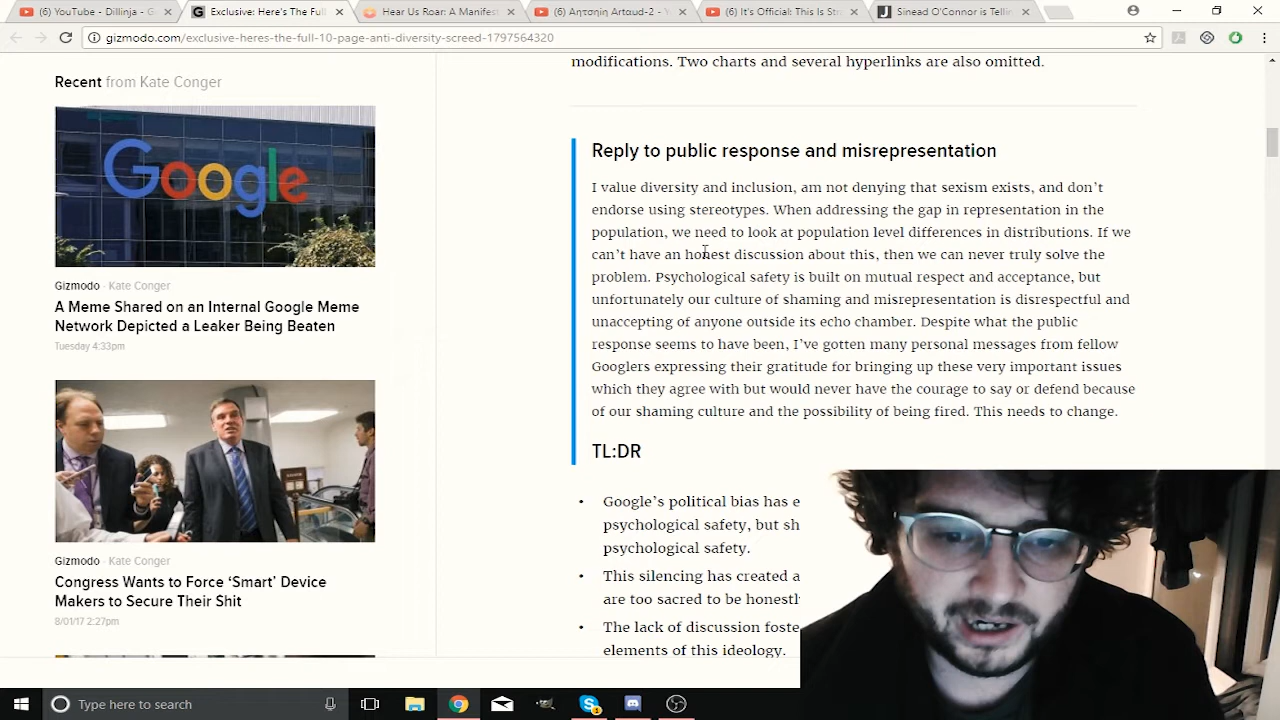 (6) YouTube - Dillinja - G
Exclusive: Here's The Full
Hear Us Roar: A Manifest
(6) Αητσηίη Artaud-2 - Y
(6) It's Official: This Is Str
Sinead O'Connor is Tellin
gizmodo.com/exclusive-heres-the-full-10-page-anti-diversity-screed-1797564320
Recent from Kate Conger
Google
Gizmodo · Kate Conger
A Meme Shared on an Internal Google Meme
Network Depicted a Leaker Being Beaten
Tuesday 4:33pm
Gizmodo · Kate Conger
Congress Wants to Force ‘Smart’ Device
Makers to Secure Their Shit
8/01/17 2:27pm
modifications. Two charts and several hyperlinks are also omitted.
Reply to public response and misrepresentation
I value diversity and inclusion, am not denying that sexism exists, and don’t
endorse using stereotypes. When addressing the gap in representation in the
population, we need to look at population level differences in distributions. If we
can’t have an honest discussion about this, then we can never truly solve the
problem. Psychological safety is built on mutual respect and acceptance, but
unfortunately our culture of shaming and misrepresentation is disrespectful and
unaccepting of anyone outside its echo chamber. Despite what the public
response seems to have been, I’ve gotten many personal messages from fellow
Googlers expressing their gratitude for bringing up these very important issues
which they agree with but would never have the courage to say or defend because
of our shaming culture and the possibility of being fired. This needs to change.
TL:DR
• Google’s political bias has e
psychological safety, but sh
psychological safety.
• This silencing has created a
are too sacred to be honestl
• The lack of discussion foste
elements of this ideology.
Type here to search